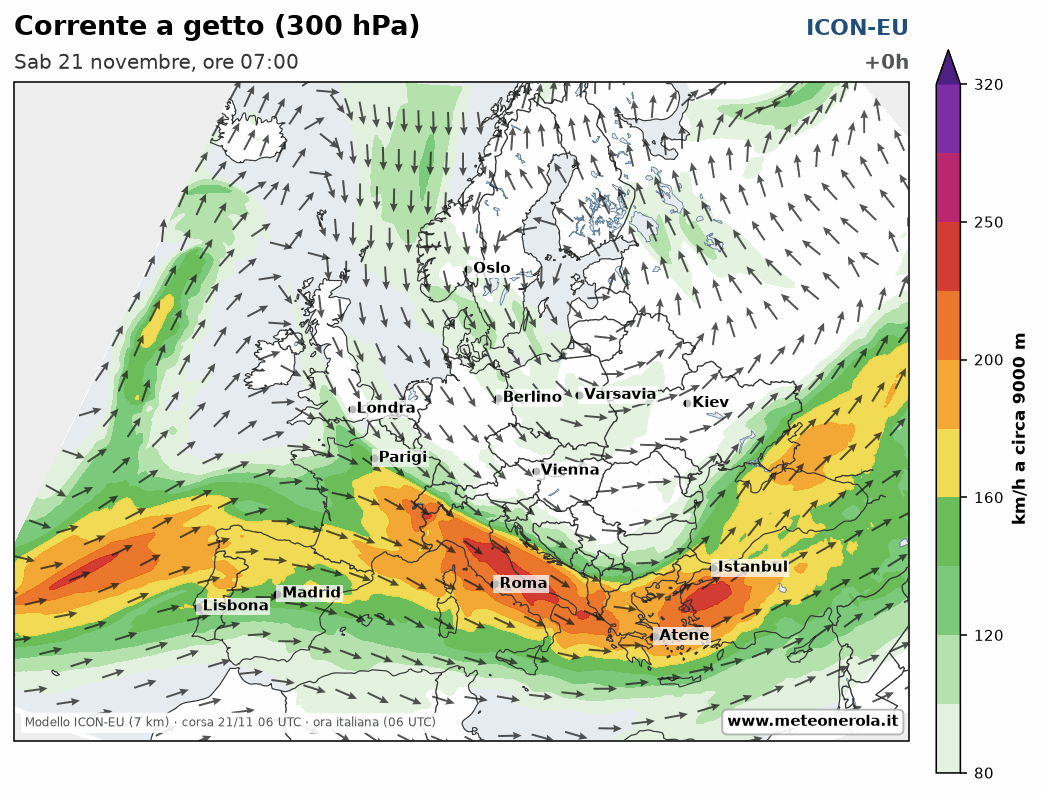 Corrente a getto (300 hPa)
ICON-EU
Sab 21 novembre, ore 07:00
+0h
320
250
200
160
120
80
km/h a circa 9000 m
Oslo
Berlino
Varsavia
Kiev
Londra
Parigi
Vienna
Istanbul
Roma
Madrid
Lisbona
Atene
Modello ICON-EU (7 km) · corsa 21/11 06 UTC · ora italiana (06 UTC)
www.meteonerola.it